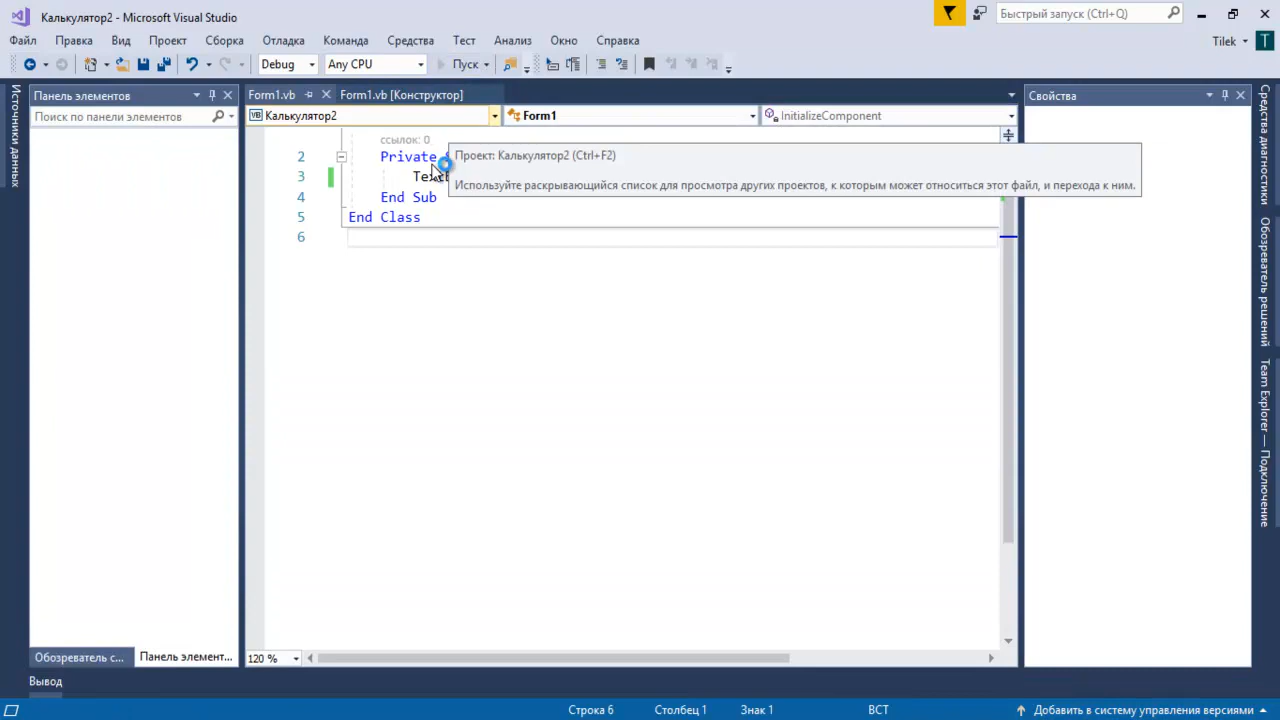 Калькулятор2 - Microsoft Visual Studio
Быстрый запуск (Ctrl+Q)
Файл Правка Вид Проект Сборка Отладка Команда Средства Тест Анализ Окно Справка
Tilek T
Debug Any CPU Пуск
Источники данных
Панель элементов
Поиск по панели элементов
Form1.vb Form1.vb [Конструктор]
Калькулятор2 Form1 InitializeComponent
ссылок: 0
2 Private
3
4 End Sub
5 End Class
6
Проект: Калькулятор2 (Ctrl+F2)
Используйте раскрывающийся список для просмотра других проектов, к которым может относиться этот файл, и перехода к ним.
Свойства
Средства диагностики
Обозреватель решений
Team Explorer — Подключение
120 %
Обозреватель с... Панель элемент...
Вывод
Строка 6 Столбец 1 Знак 1 ВСТ Добавить в систему управления версиями